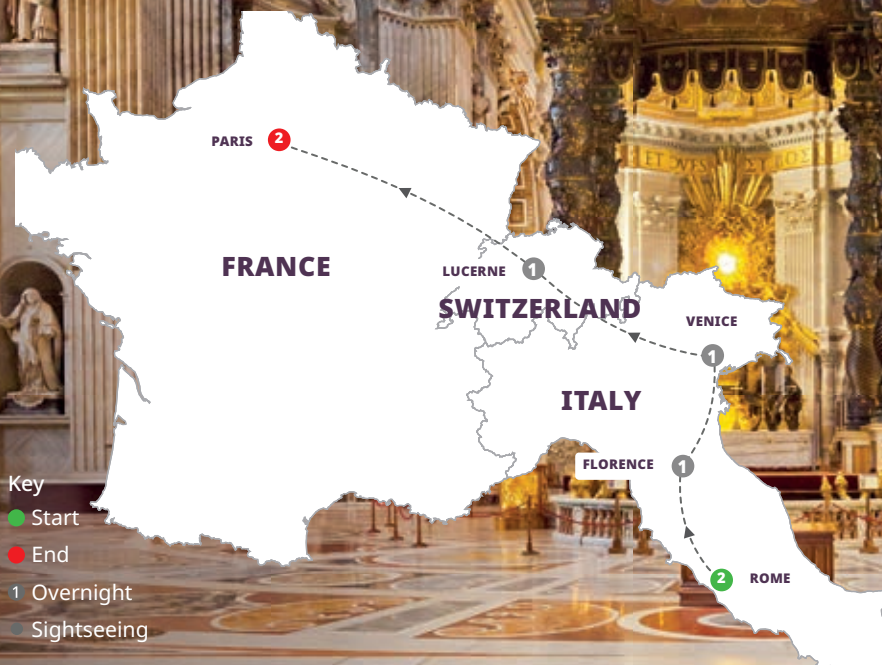 PARIS 2
FRANCE
LUCERNE 1
SWITZERLAND
VENICE
1
ITALY
FLORENCE 1
2 ROME
Key
Start
End
1 Overnight
Sightseeing